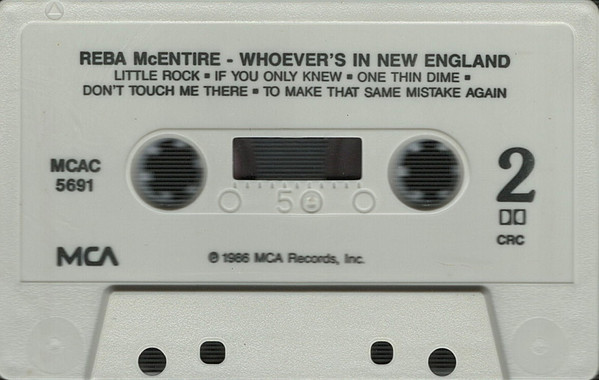 REBA McENTIRE - WHOEVER'S IN NEW ENGLAND
LITTLE ROCK ▪ IF YOU ONLY KNEW ▪ ONE THIN DIME ▪
DON'T TOUCH ME THERE ▪ TO MAKE THAT SAME MISTAKE AGAIN
MCAC
5691
2
50
CRC
MCA
℗ 1986 MCA Records, Inc.